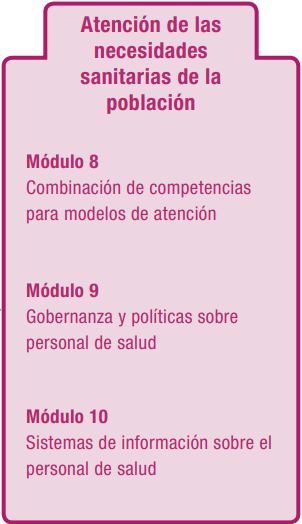 Atención de las
necesidades
sanitarias de la
población
Módulo 8
Combinación de competencias
para modelos de atención
Módulo 9
Gobernanza y políticas sobre
personal de salud
Módulo 10
Sistemas de información sobre el
personal de salud